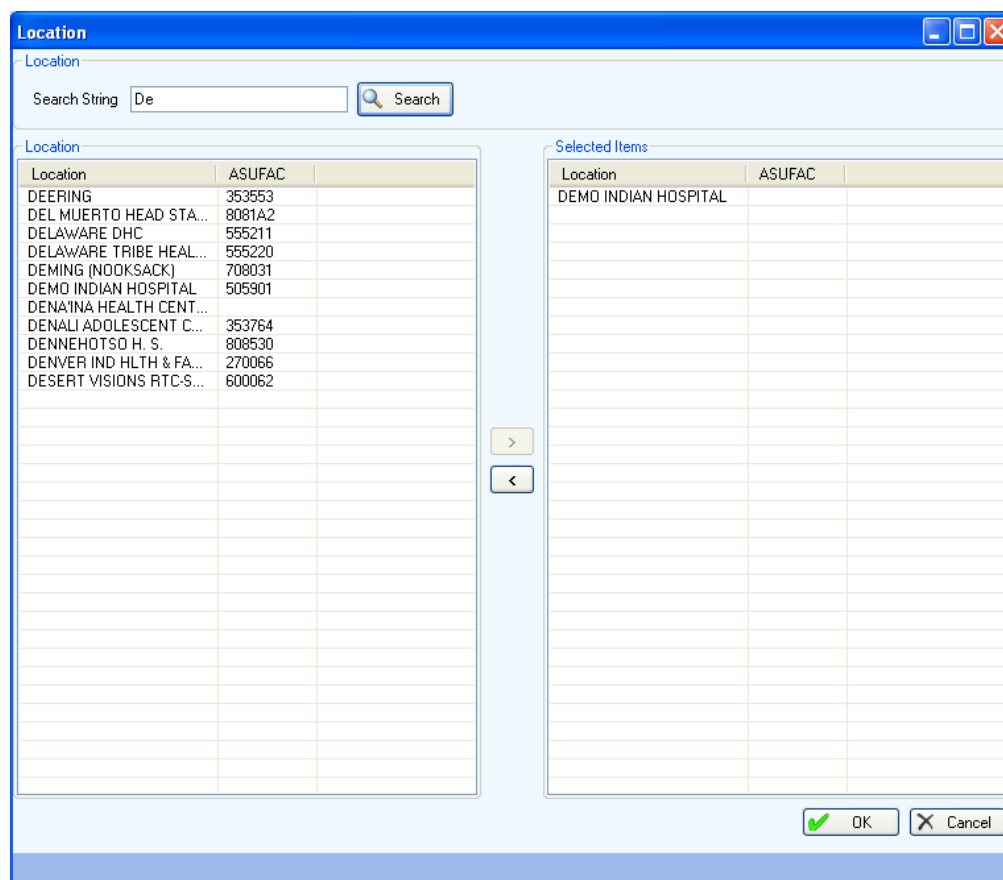 Location
Location
Search String De Search
Location
Location ASUFAC
DEERING 353553
DEL MUERTO HEAD STA... 8081A2
DELAWARE DHC 555211
DELAWARE TRIBE HEAL... 555220
DEMING (NOOKSACK) 708031
DEMO INDIAN HOSPITAL 505901
DENA'INA HEALTH CENT...
DENALI ADOLESCENT C... 353764
DENNEHOTSO H. S. 808530
DENVER IND HLTH & FA... 270066
DESERT VISIONS RTC-S... 600062
>
<
Selected Items
Location ASUFAC
DEMO INDIAN HOSPITAL
OK Cancel